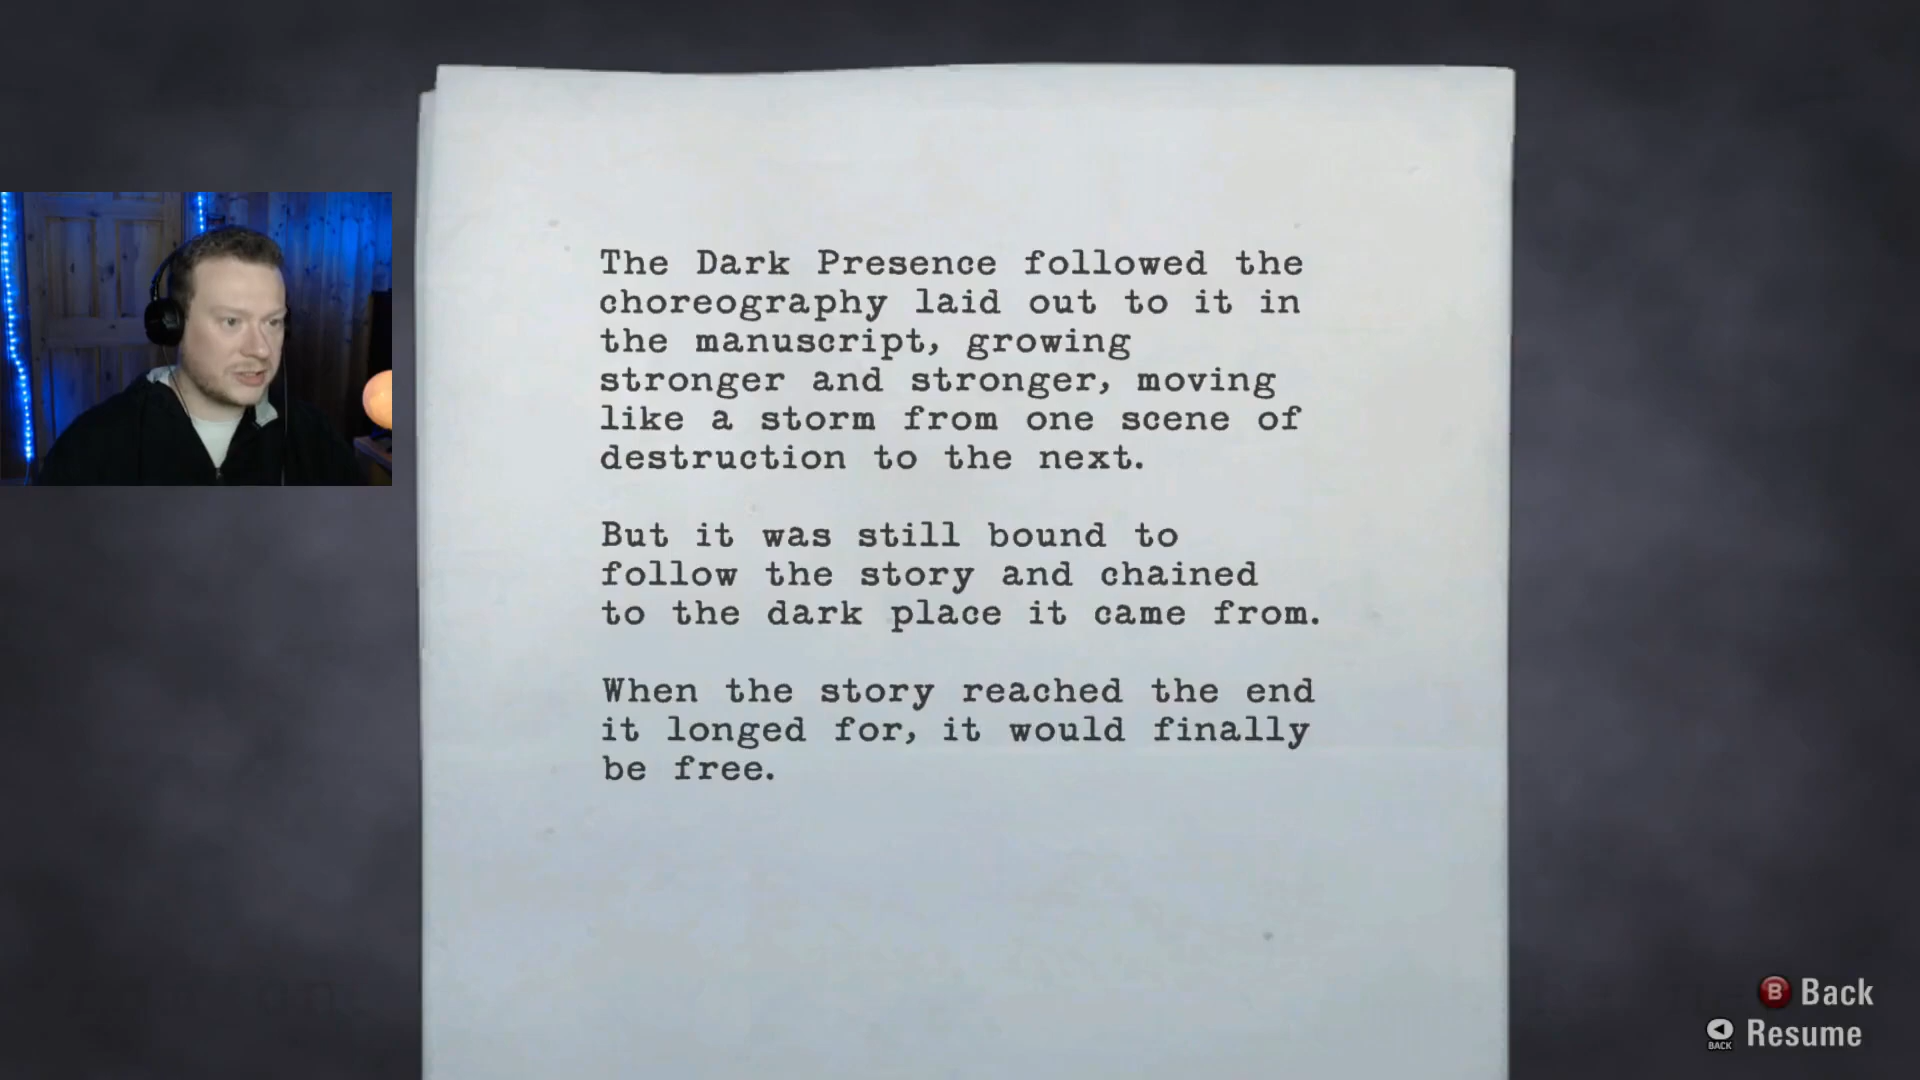 The Dark Presence followed the
choreography laid out to it in
the manuscript, growing
stronger and stronger, moving
like a storm from one scene of
destruction to the next.
But it was still bound to
follow the story and chained
to the dark place it came from.
When the story reached the end
it longed for, it would finally
be free.
B Back
BACK Resume